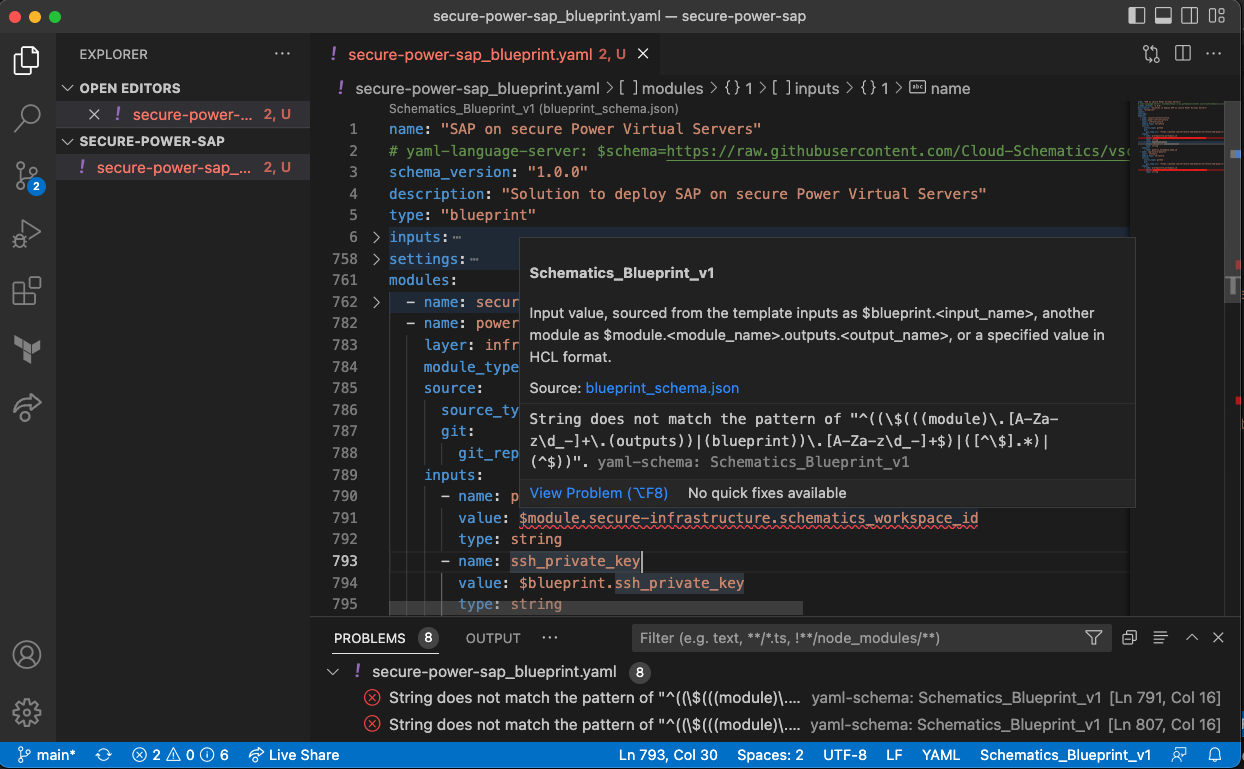 secure-power-sap_blueprint.yaml — secure-power-sap
EXPLORER ···
OPEN EDITORS
secure-power-... 2, U
SECURE-POWER-SAP
! secure-power-sap_... 2, U
2
! secure-power-sap_blueprint.yaml 2, U
! secure-power-sap_blueprint.yaml > [ ] modules > { } 1 > [ ] inputs > { } 1 > abc name
Schematics_Blueprint_v1 (blueprint_schema.json)
1 name: "SAP on secure Power Virtual Servers"
2 # yaml-language-server: $schema=https://raw.githubusercontent.com/Cloud-Schematics/vsc
3 schema_version: "1.0.0"
4 description: "Solution to deploy SAP on secure Power Virtual Servers"
5 type: "blueprint"
6 inputs:···
758 settings:···
761 modules:
762 - name: secur
782 - name: power
783 layer: infr
784 module_type
785 source:
786 source_ty
787 git:
788 git_rep
789 inputs:
790 - name: p
791 value: $module.secure-infrastructure.schematics_workspace_id
792 type: string
793 - name: ssh_private_key
794 value: $blueprint.ssh_private_key
795 type: string
Schematics_Blueprint_v1
Input value, sourced from the template inputs as $blueprint.<input_name>, another
module as $module.<module_name>.outputs.<output_name>, or a specified value in
HCL format.
Source: blueprint_schema.json
String does not match the pattern of "^((\$(((module)\.[A-Za-
z\d_-]+\.(outputs))|(blueprint))\.[A-Za-z\d_-]+$)|([^\$].*)|
(^$))". yaml-schema: Schematics_Blueprint_v1
View Problem (⌥F8) No quick fixes available
PROBLEMS 8 OUTPUT ··· Filter (e.g. text, **/*.ts, !**/node_modules/**)
! secure-power-sap_blueprint.yaml 8
String does not match the pattern of "^((\$(((module)\.... yaml-schema: Schematics_Blueprint_v1 [Ln 791, Col 16]
String does not match the pattern of "^((\$(((module)\.... yaml-schema: Schematics_Blueprint_v1 [Ln 807, Col 16]
main* 2 0 6 Live Share Ln 793, Col 30 Spaces: 2 UTF-8 LF YAML Schematics_Blueprint_v1